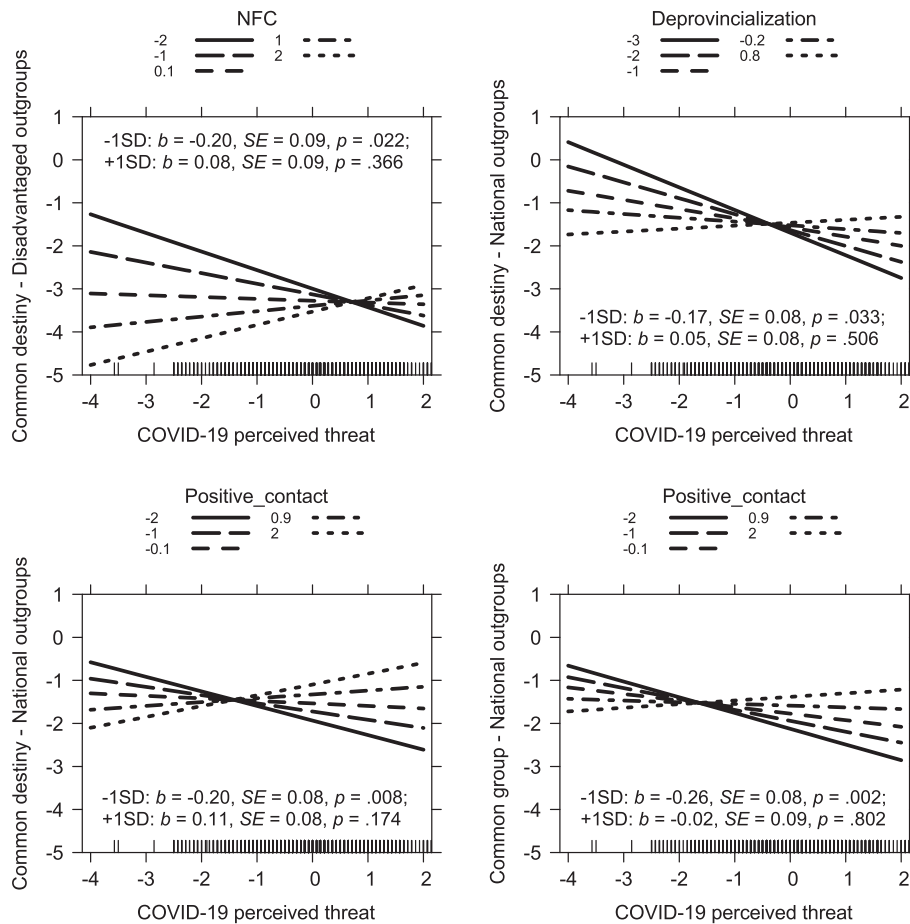 NFC
-2 1
-1 2
0.1
Common destiny - Disadvantaged outgroups
1
0
-1
-2
-3
-4
-5
-1SD: b = -0.20, SE = 0.09, p = .022;
+1SD: b = 0.08, SE = 0.09, p = .366
-4 -3 -2 -1 0 1 2
COVID-19 perceived threat
Deprovincialization
-3 -0.2
-2 0.8
-1
Common destiny - National outgroups
1
0
-1
-2
-3
-4
-5
-1SD: b = -0.17, SE = 0.08, p = .033;
+1SD: b = 0.05, SE = 0.08, p = .506
-4 -3 -2 -1 0 1 2
COVID-19 perceived threat
Positive_contact
-2 0.9
-1 2
-0.1
Common destiny - National outgroups
1
0
-1
-2
-3
-4
-5
-1SD: b = -0.20, SE = 0.08, p = .008;
+1SD: b = 0.11, SE = 0.08, p = .174
-4 -3 -2 -1 0 1 2
COVID-19 perceived threat
Positive_contact
-2 0.9
-1 2
-0.1
Common group - National outgroups
1
0
-1
-2
-3
-4
-5
-1SD: b = -0.26, SE = 0.08, p = .002;
+1SD: b = -0.02, SE = 0.09, p = .802
-4 -3 -2 -1 0 1 2
COVID-19 perceived threat